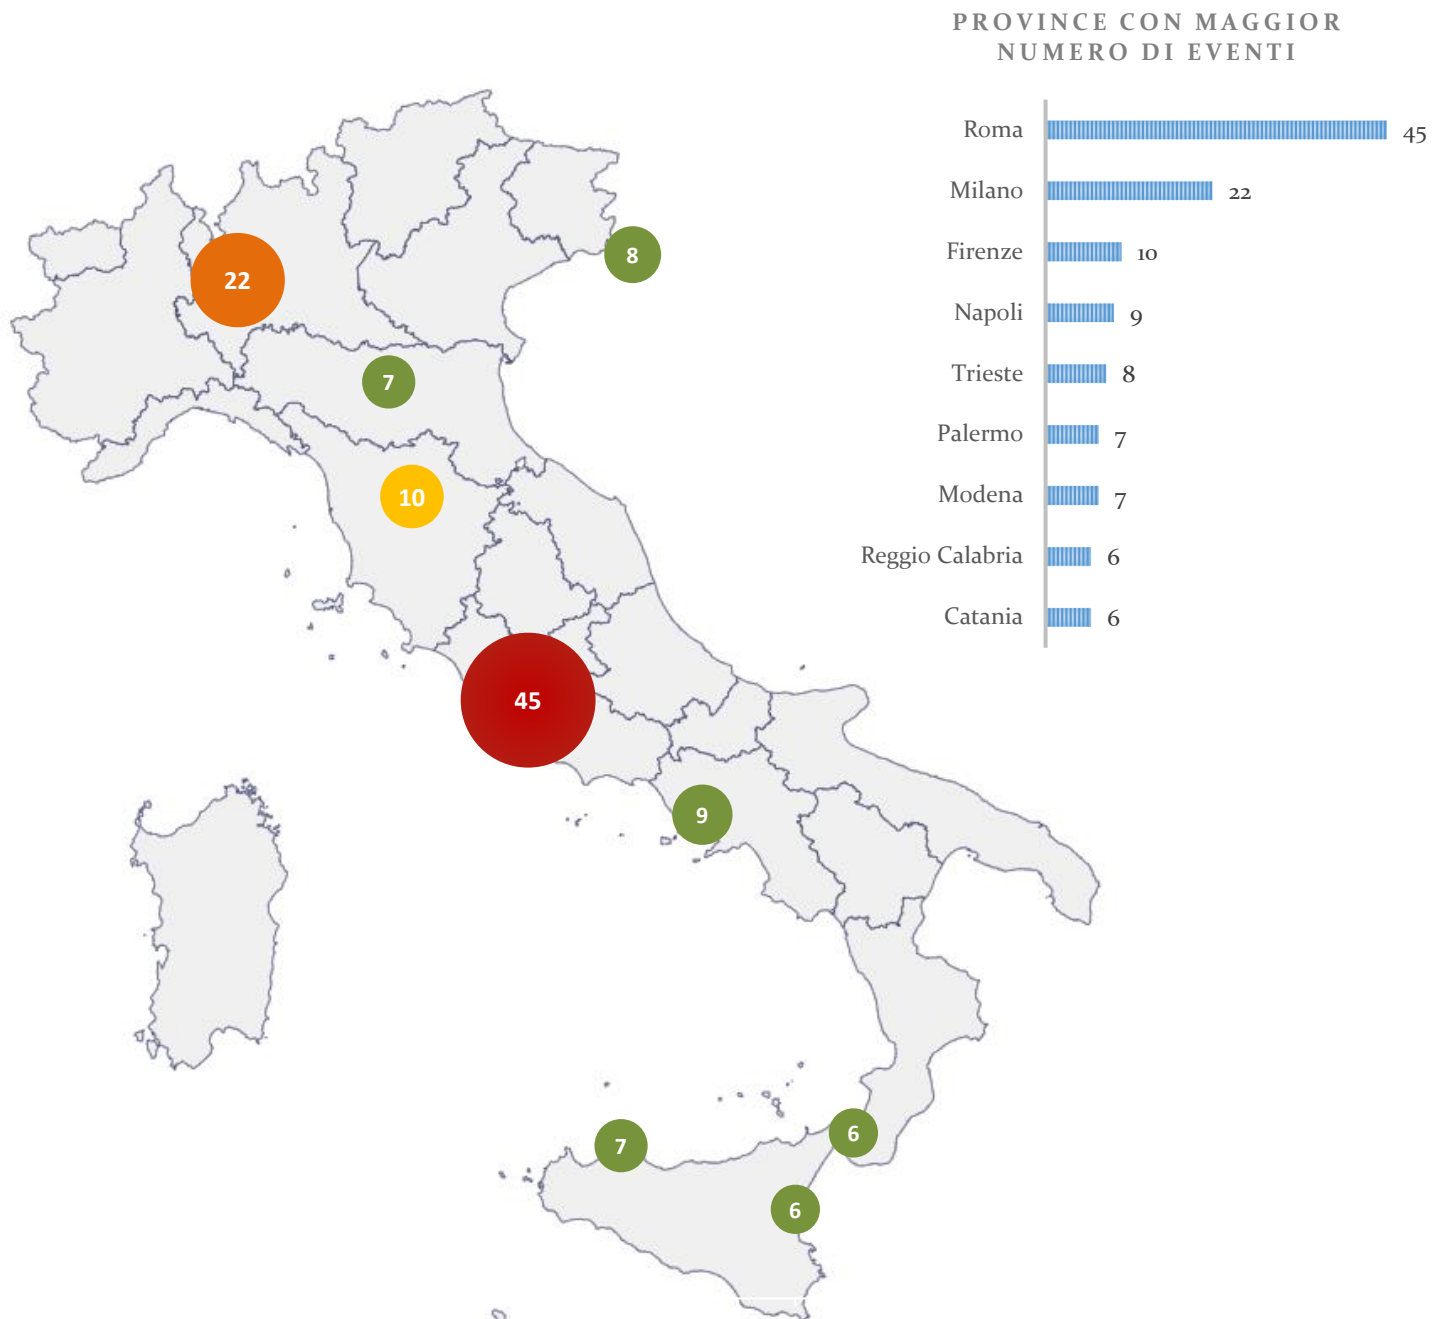 PROVINCE CON MAGGIOR
NUMERO DI EVENTI
Roma 45
Milano 22
Firenze 10
Napoli 9
Trieste 8
Palermo 7
Modena 7
Reggio Calabria 6
Catania 6
8
22
7
10
45
9
6
7
6